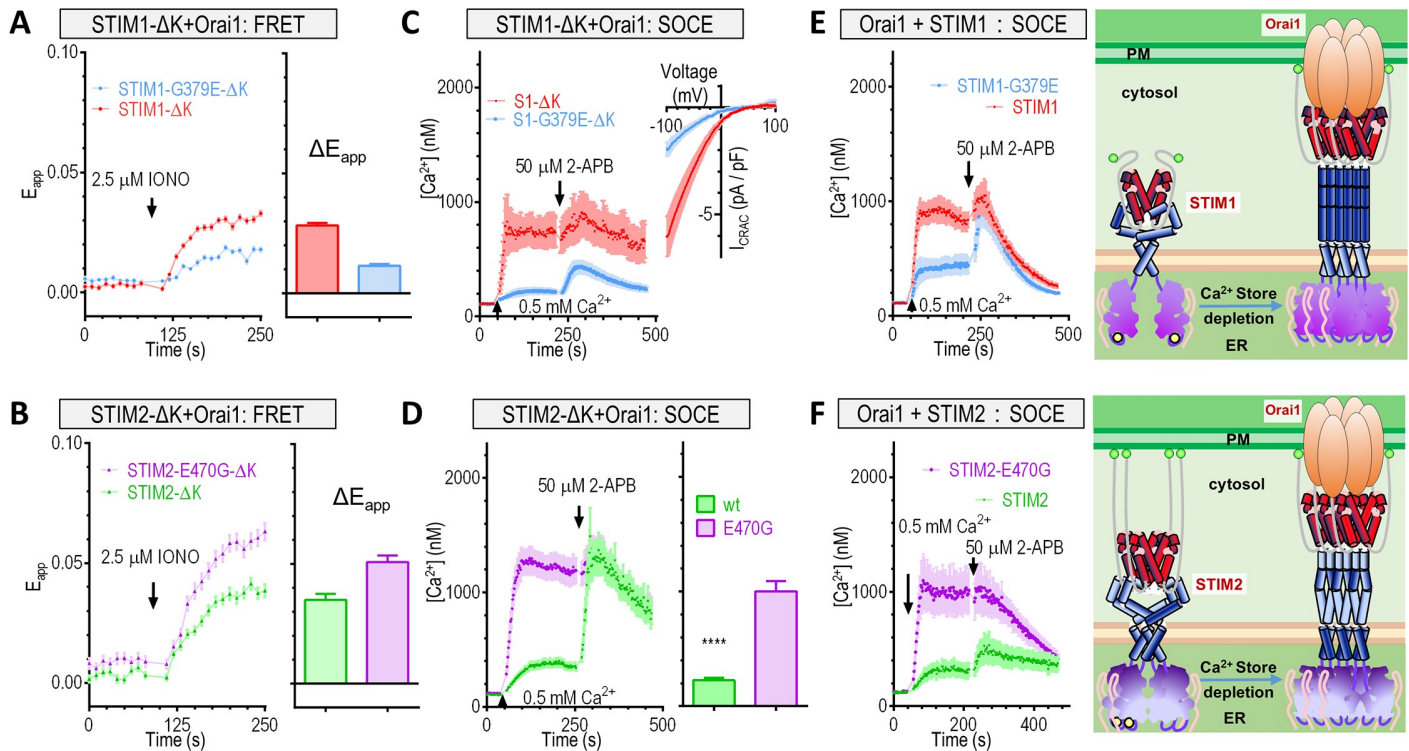 A
STIM1-ΔK+Orai1: FRET
0.10
STIM1-G379E-ΔK
STIM1-ΔK
0.05
2.5 μM IONO
0.00
E_app
0 125 250
Time (s)
ΔE_app
C
STIM1-ΔK+Orai1: SOCE
2000
1000
0
[Ca²⁺] (nM)
S1-ΔK
S1-G379E-ΔK
50 μM 2-APB
0.5 mM Ca²⁺
0 250 500
Time (s)
Voltage
(mV)
-100 100
-5
I_CRAC (pA / pF)
E
Orai1 + STIM1 : SOCE
2000
1000
0
[Ca²⁺] (nM)
STIM1-G379E
STIM1
50 μM 2-APB
0.5 mM Ca²⁺
0 200 400
Time (s)
Orai1
PM
cytosol
STIM1
Ca²⁺ Store
depletion
ER
B
STIM2-ΔK+Orai1: FRET
0.10
STIM2-E470G-ΔK
STIM2-ΔK
2.5 μM IONO
0.05
0.00
E_app
0 125 250
Time (s)
ΔE_app
D
STIM2-ΔK+Orai1: SOCE
2000
1000
0
[Ca²⁺] (nM)
50 μM 2-APB
0.5 mM Ca²⁺
0 200 400
Time (s)
wt
E470G
****
F
Orai1 + STIM2 : SOCE
2000
1000
0
[Ca²⁺] (nM)
STIM2-E470G
STIM2
0.5 mM Ca²⁺
50 μM 2-APB
0 200 400
Time (s)
Orai1
PM
cytosol
STIM2
Ca²⁺ Store
depletion
ER